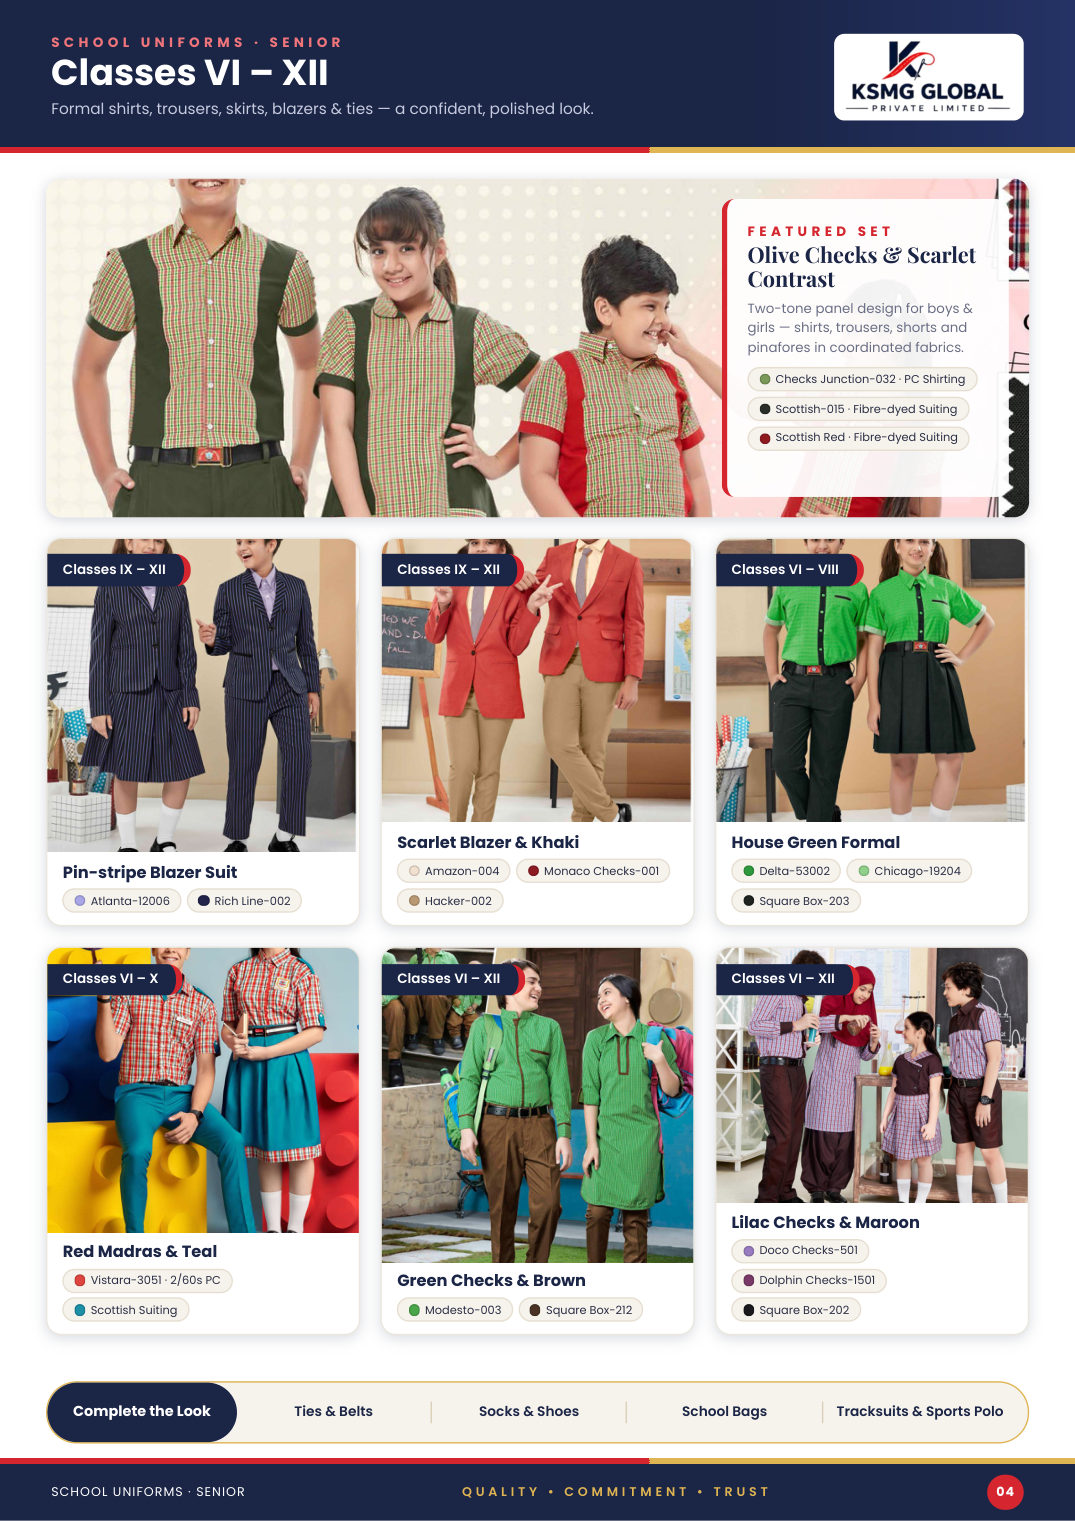 SCHOOL UNIFORMS · SENIOR
Classes VI – XII
Formal shirts, trousers, skirts, blazers & ties — a confident, polished look.
K
KSMG GLOBAL
PRIVATE LIMITED
FEATURED SET
Olive Checks & Scarlet
Contrast
Two-tone panel design for boys &
girls — shirts, trousers, shorts and
pinafores in coordinated fabrics.
Checks Junction-032 · PC Shirting
Scottish-015 · Fibre-dyed Suiting
Scottish Red · Fibre-dyed Suiting
Classes IX – XII
Pin-stripe Blazer Suit
Atlanta-12006
Rich Line-002
Classes IX – XII
WE
AND
FALL
Scarlet Blazer & Khaki
Amazon-004
Monaco Checks-001
Hacker-002
Classes VI – VIII
House Green Formal
Delta-53002
Chicago-19204
Square Box-203
Classes VI – X
Red Madras & Teal
Vistara-3051 · 2/60s PC
Scottish Suiting
Classes VI – XII
Green Checks & Brown
Modesto-003
Square Box-212
Classes VI – XII
Lilac Checks & Maroon
Doco Checks-501
Dolphin Checks-1501
Square Box-202
Complete the Look
Ties & Belts
Socks & Shoes
School Bags
Tracksuits & Sports Polo
SCHOOL UNIFORMS · SENIOR
QUALITY • COMMITMENT • TRUST
04